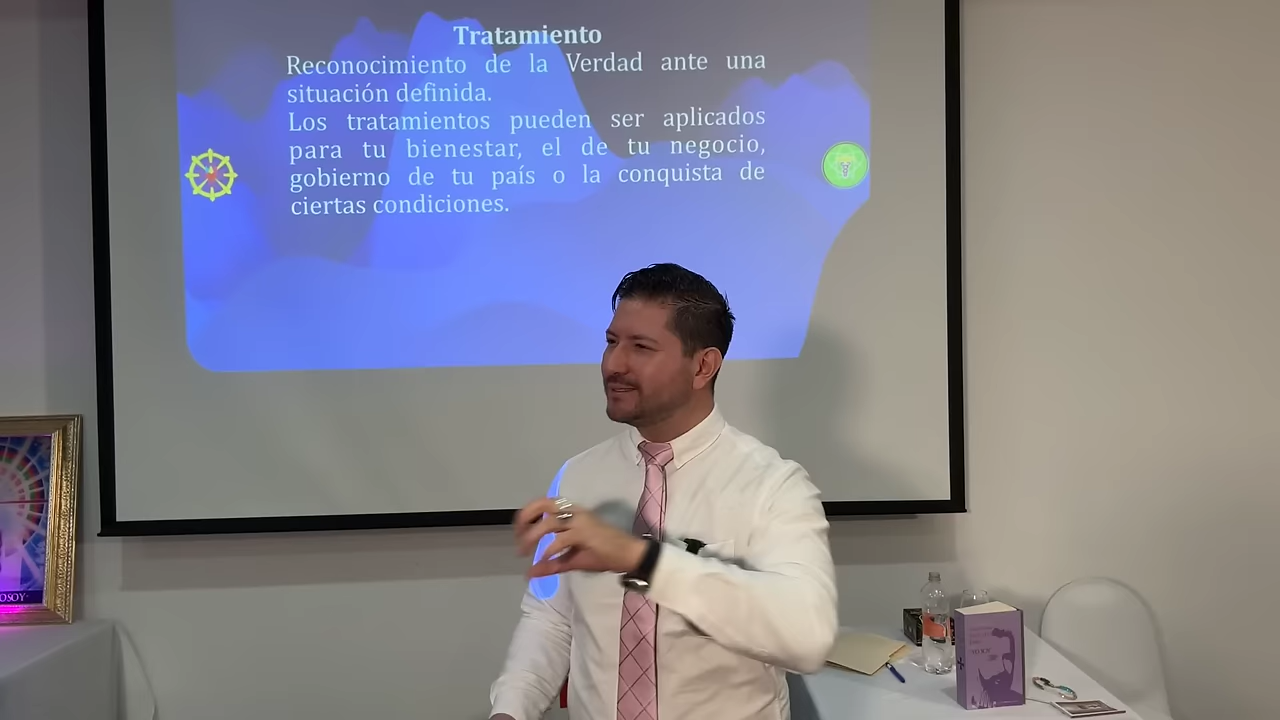 Tratamiento
Reconocimiento de la Verdad ante una
situación definida.
Los tratamientos pueden ser aplicados
para tu bienestar, el de tu negocio,
gobierno de tu país o la conquista de
ciertas condiciones.
OSOY